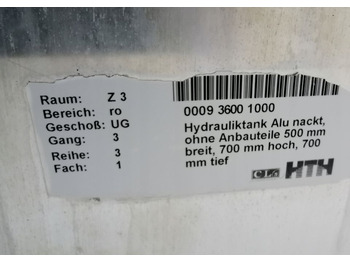 Raum: Z 3
Bereich: ro
Geschoß: UG
Gang: 3
Reihe: 3
Fach: 1
0009 3600 1000
Hydrauliktank Alu nackt,
ohne Anbauteile 500 mm
breit, 700 mm hoch, 700
mm tief
HTH